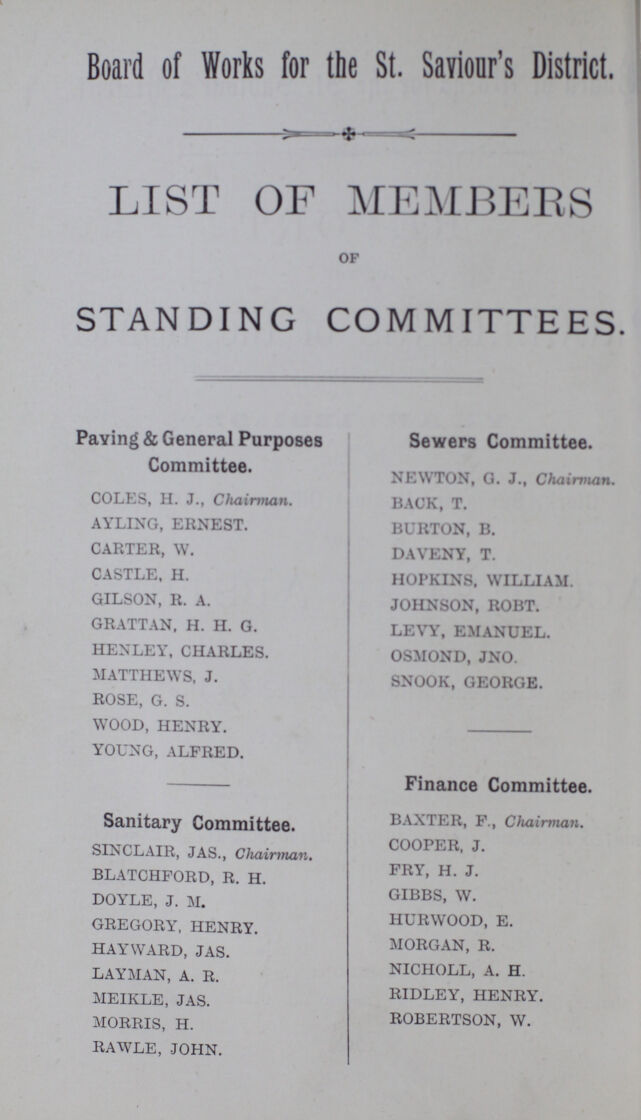 Board of Works for the St. Saviour's District.
LIST OF MEMBERS
OF
STANDING COMMITTEES.
Paving & General Purposes
Committee.
COLES, H. J., Chairman.
AYLING, ERNEST.
CARTER, W.
CASTLE, H.
GILSON, R. A.
GRATTAN, H. H. G.
HENLEY, CHARLES.
MATTHEWS, J.
ROSE, G. S.
WOOD, HENRY.
YOUNG, ALFRED.
Sanitary Committee.
SINCLAIR, JAS., Chairman.
BLATCHFORD, R. H.
DOYLE, J. M.
GREGORY, HENRY.
HAYWARD, JAS.
LAYMAN, A. R.
MEIKLE, JAS.
MORRIS, H.
RAWLE, JOHN.
Sewers Committee.
NEWTON, G. J., Chairman.
BACK, T.
BURTON, B.
DAVENY, T.
HOPKINS, WILLIAM.
JOHNSON, ROBT.
LEVY, EMANUEL.
OSMOND, JNO.
SNOOK, GEORGE.
Finance Committee.
BAXTER, F., Chairman.
COOPER, J.
FRY, H. J.
GIBBS, W.
HURWOOD, E.
MORGAN, R.
NICHOLL, A. H.
RIDLEY, HENRY.
ROBERTSON, W.